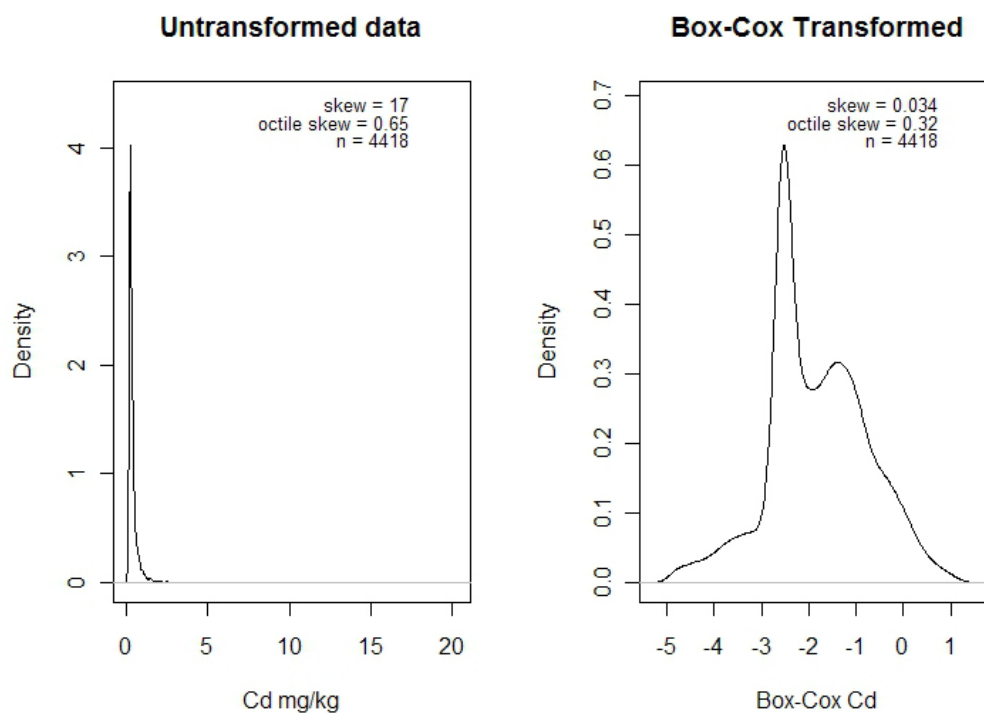 Untransformed data
skew = 17
octile skew = 0.65
n = 4418
4
3
2
1
0
Density
0 5 10 15 20
Cd mg/kg
Box-Cox Transformed
skew = 0.034
octile skew = 0.32
n = 4418
0.7
0.6
0.5
0.4
0.3
0.2
0.1
0.0
Density
-5 -4 -3 -2 -1 0 1
Box-Cox Cd